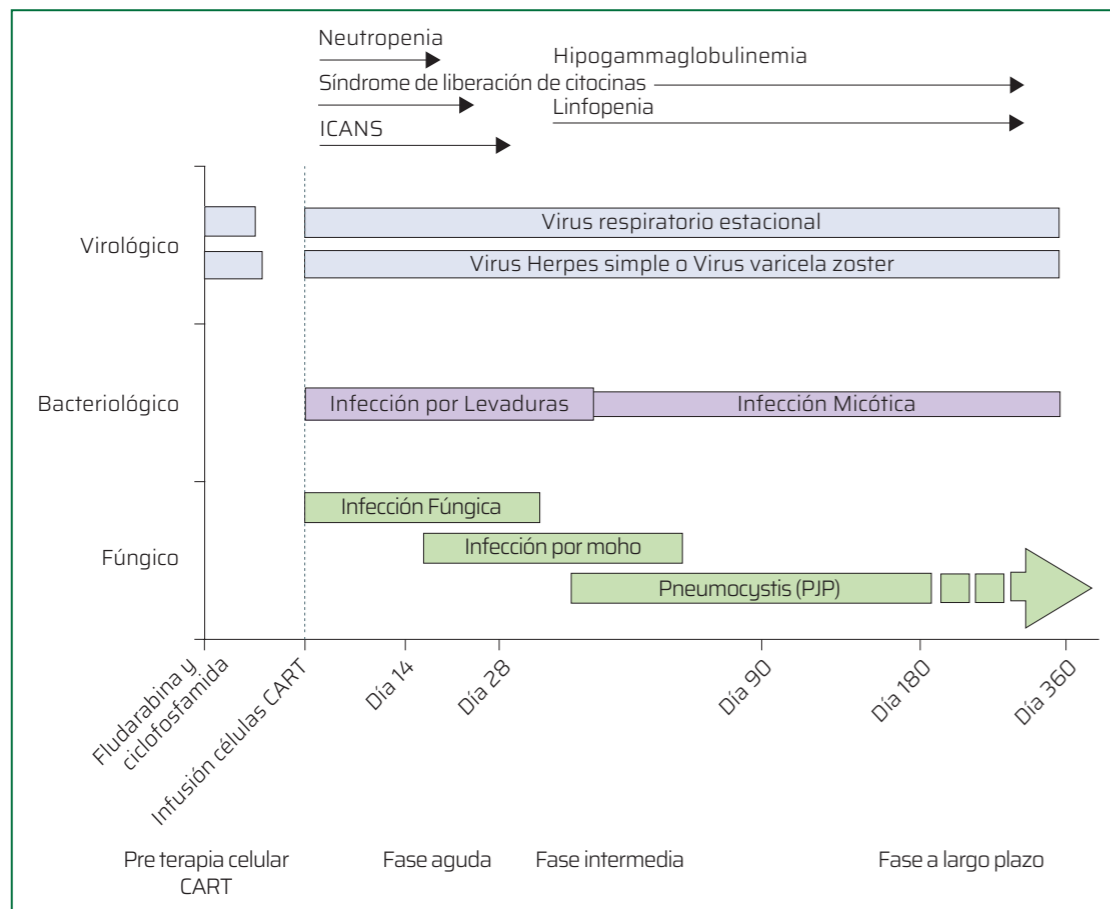 Neutropenia
Hipogammaglobulinemia
Síndrome de liberación de citocinas
Linfopenia
ICANS
Virológico
Virus respiratorio estacional
Virus Herpes simple o Virus varicela zoster
Bacteriológico
Infección por Levaduras
Infección Micótica
Fúngico
Infección Fúngica
Infección por moho
Pneumocystis (PJP)
Fludarabina y
ciclofosfamida
Infusión células CART
Día 14
Día 28
Día 90
Día 180
Día 360
Pre terapia celular
CART
Fase aguda
Fase intermedia
Fase a largo plazo